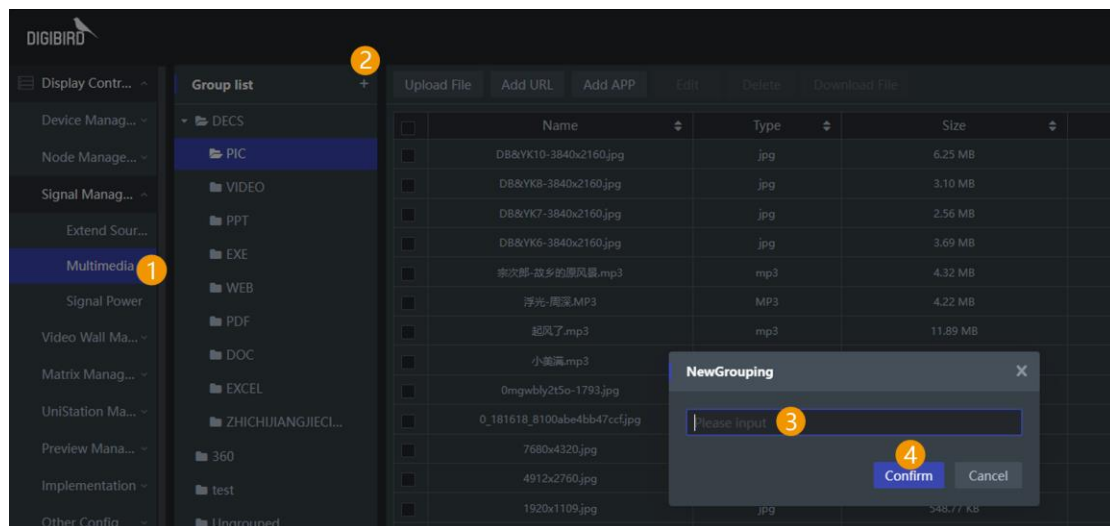 DIGIBIRD
2
Display Contr...
Group list
+
Upload File
Add URL
Add APP
Edit
Delete
Download File
Device Manag...
DECS
Name
Type
Size
Node Manage...
PIC
DB&YK10-3840x2160.jpg
jpg
6.25 MB
Signal Manag...
VIDEO
DB&YK8-3840x2160.jpg
jpg
3.10 MB
Extend Sour...
PPT
DB&YK7-3840x2160.jpg
jpg
2.56 MB
Multimedia
1
EXE
DB&YK6-3840x2160.jpg
jpg
3.69 MB
Signal Power
WEB
宗次郎-故乡的原风景.mp3
mp3
4.32 MB
Video Wall Ma...
PDF
浮光-周深.MP3
MP3
4.22 MB
Matrix Manag...
DOC
起风了.mp3
mp3
11.89 MB
UniStation Ma...
EXCEL
小美满.mp3
NewGrouping
X
Preview Mana...
ZHICHIJIANGJIECI...
0mgwbly2t5o-1793.jpg
0_181618_8100abe4bb47ccf.jpg
Please input
3
Implementation
360
7680x4320.jpg
4
Confirm
Cancel
test
4912x2760.jpg
Other Config
Ungrouped
1920x1109.jpg
jpg
548.77 KB